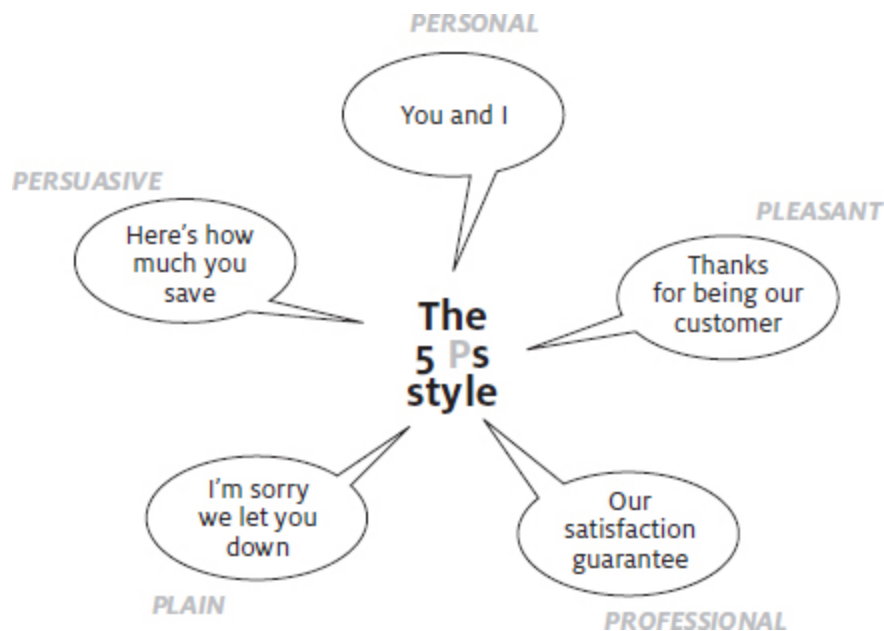 PERSONAL
You and I
PERSUASIVE
Here's how
much you
save
PLEASANT
Thanks
for being our
customer
The
5 Ps
style
I'm sorry
we let you
down
PLAIN
Our
satisfaction
guarantee
PROFESSIONAL